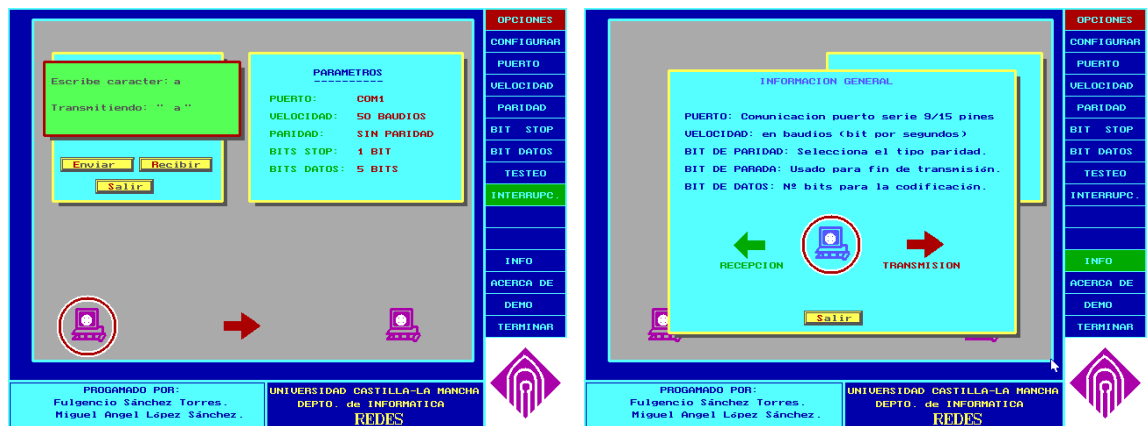 Escribe caracter: a
Transmitiendo: " a"
Enviar
Recibir
Salir
PARAMETROS
-----------
PUERTO: COM1
VELOCIDAD: 50 BAUDIOS
PARIDAD: SIN PARIDAD
BITS STOP: 1 BIT
BITS DATOS: 5 BITS
OPCIONES
CONFIGURAR
PUERTO
VELOCIDAD
PARIDAD
BIT STOP
BIT DATOS
TESTEO
INTERRUPC.
INFO
ACERCA DE
DEMO
TERMINAR
PROGAMADO POR:
Fulgencio Sánchez Torres.
Miguel Angel López Sánchez.
UNIVERSIDAD CASTILLA-LA MANCHA
DEPTO. de INFORMATICA
REDES
INFORMACION GENERAL
PUERTO: Comunicacion puerto serie 9/15 pines
VELOCIDAD: en baudios (bit por segundos)
BIT DE PARIDAD: Selecciona el tipo paridad.
BIT DE PARADA: Usado para fin de transmisión.
BIT DE DATOS: Nº bits para la codificación.
RECEPCION
TRANSMISION
Salir
OPCIONES
CONFIGURAR
PUERTO
VELOCIDAD
PARIDAD
BIT STOP
BIT DATOS
TESTEO
INTERRUPC.
INFO
ACERCA DE
DEMO
TERMINAR
PROGAMADO POR:
Fulgencio Sánchez Torres.
Miguel Angel López Sánchez.
UNIVERSIDAD CASTILLA-LA MANCHA
DEPTO. de INFORMATICA
REDES